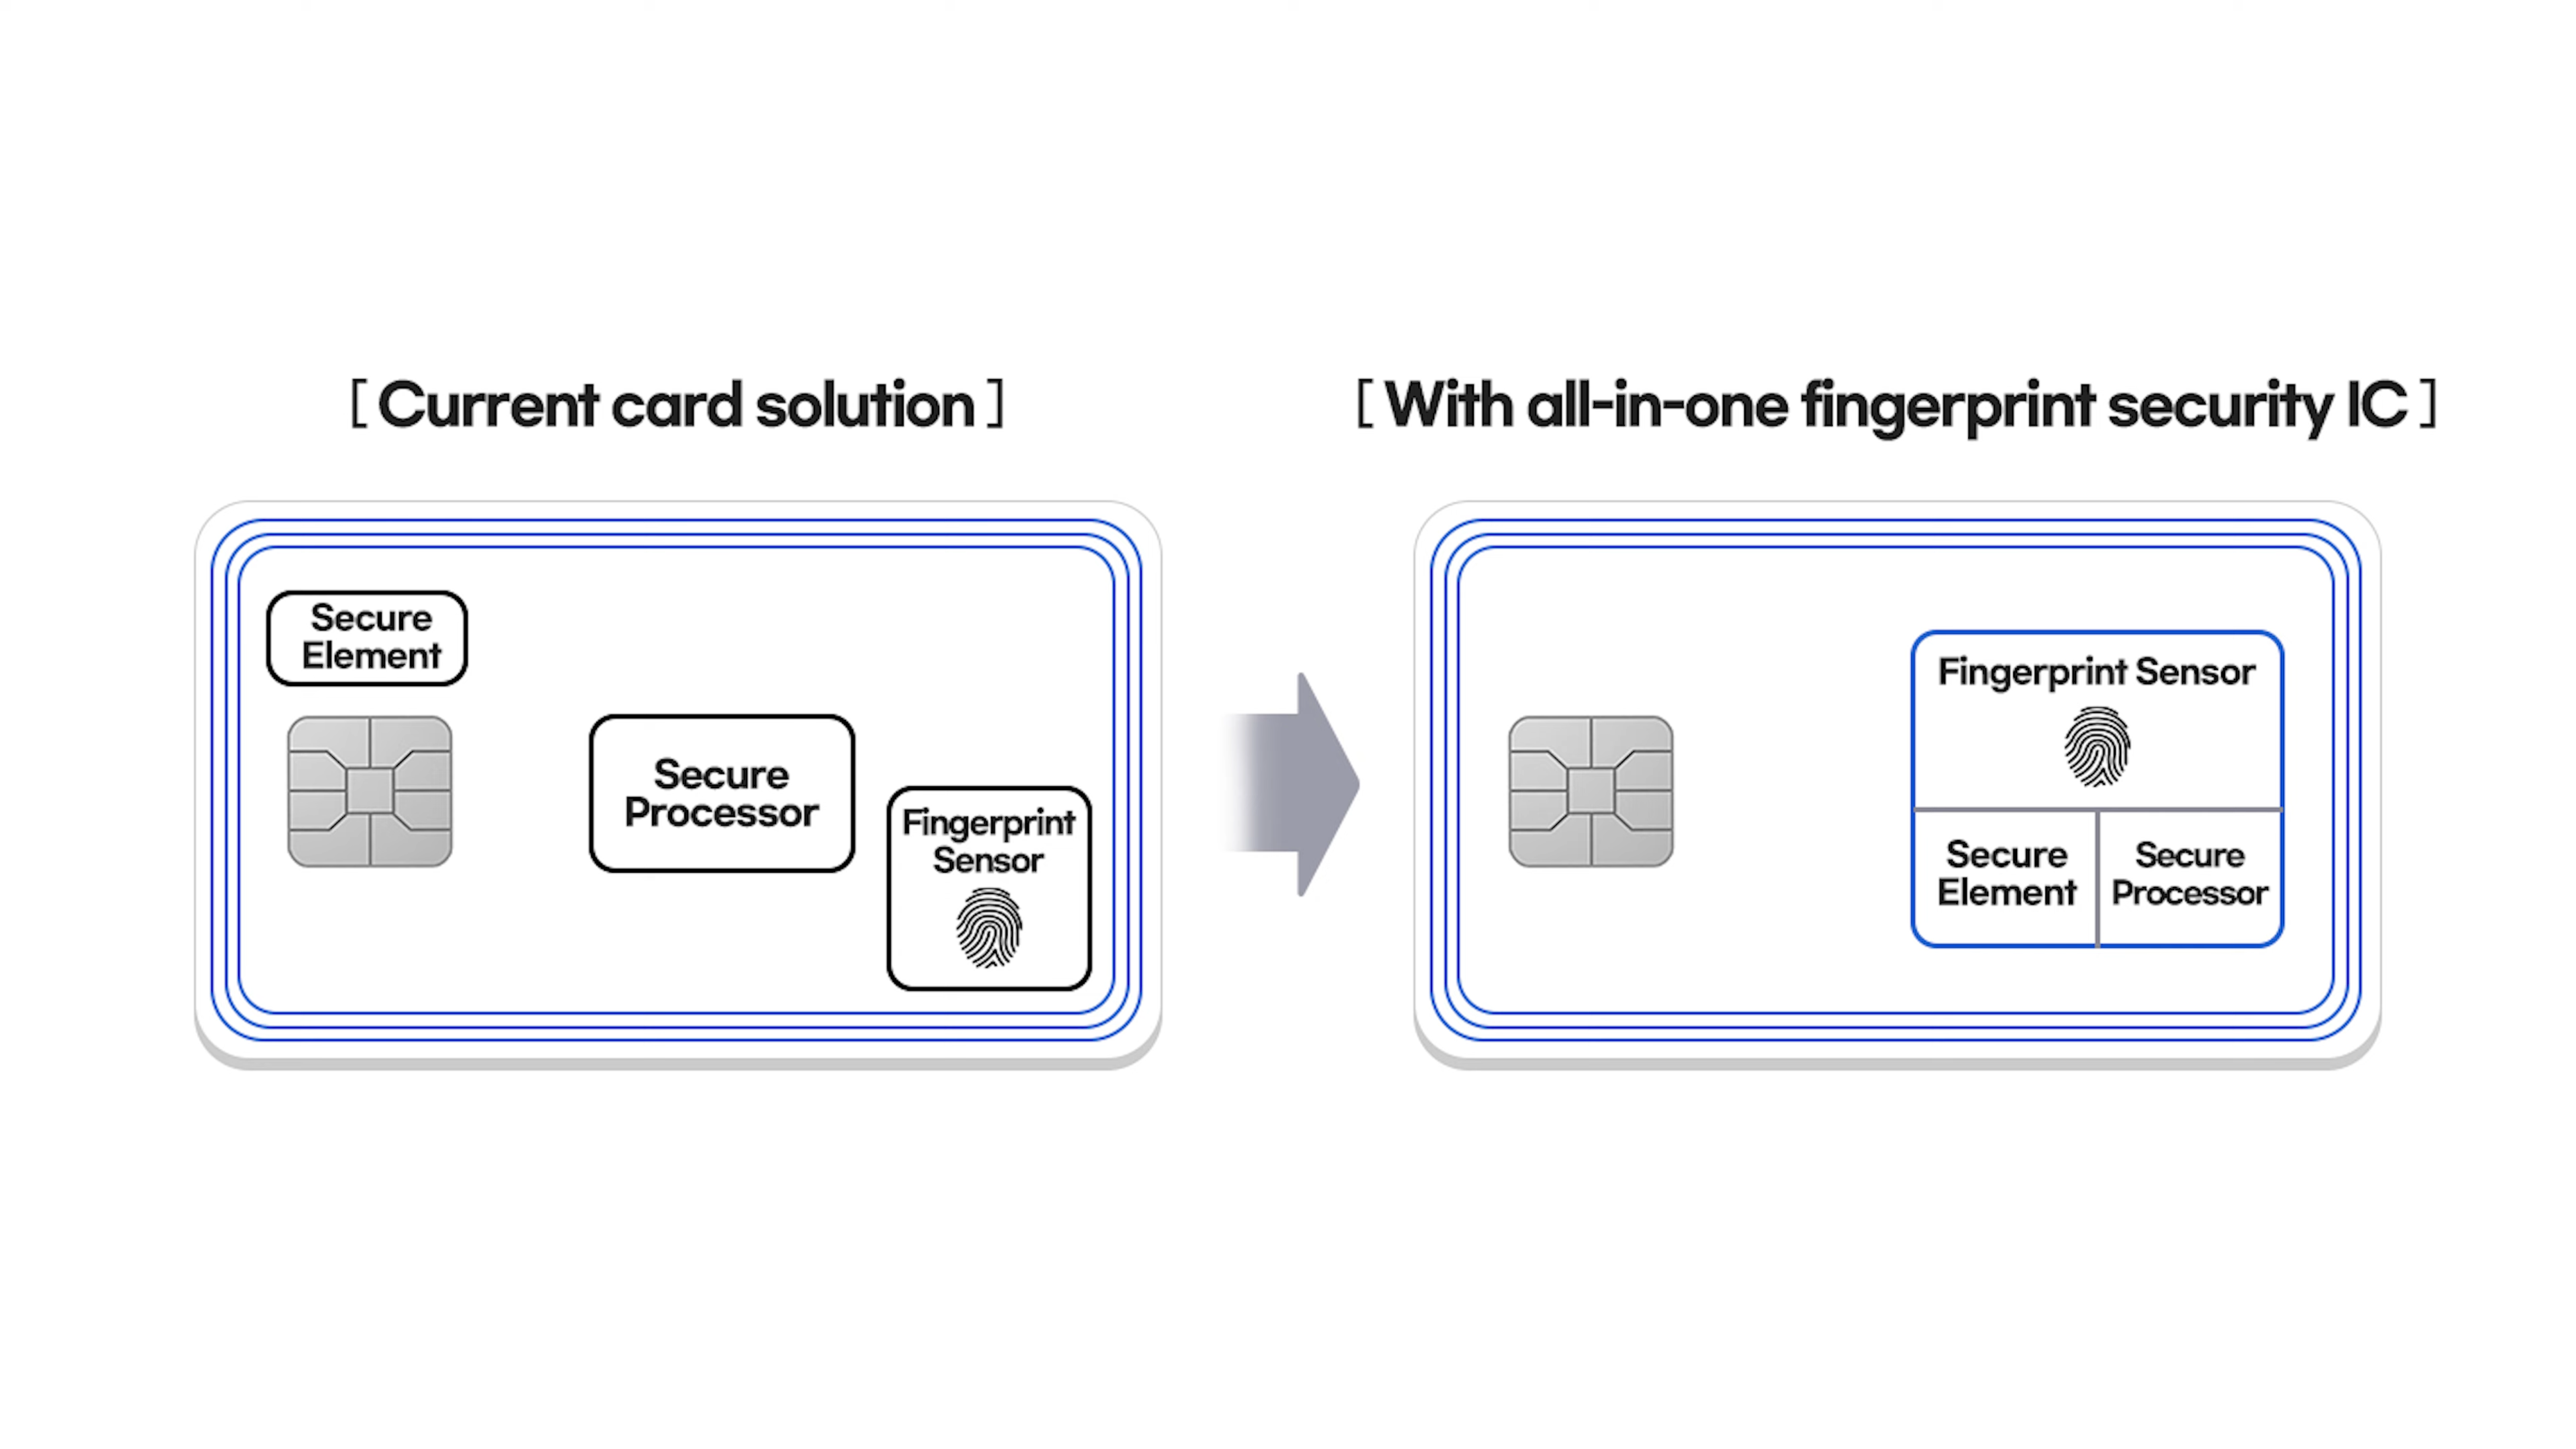 [ Current card solution ]
Secure
Element
Secure
Processor
Fingerprint
Sensor
[ With all-in-one fingerprint security IC ]
Fingerprint Sensor
Secure
Element
Secure
Processor